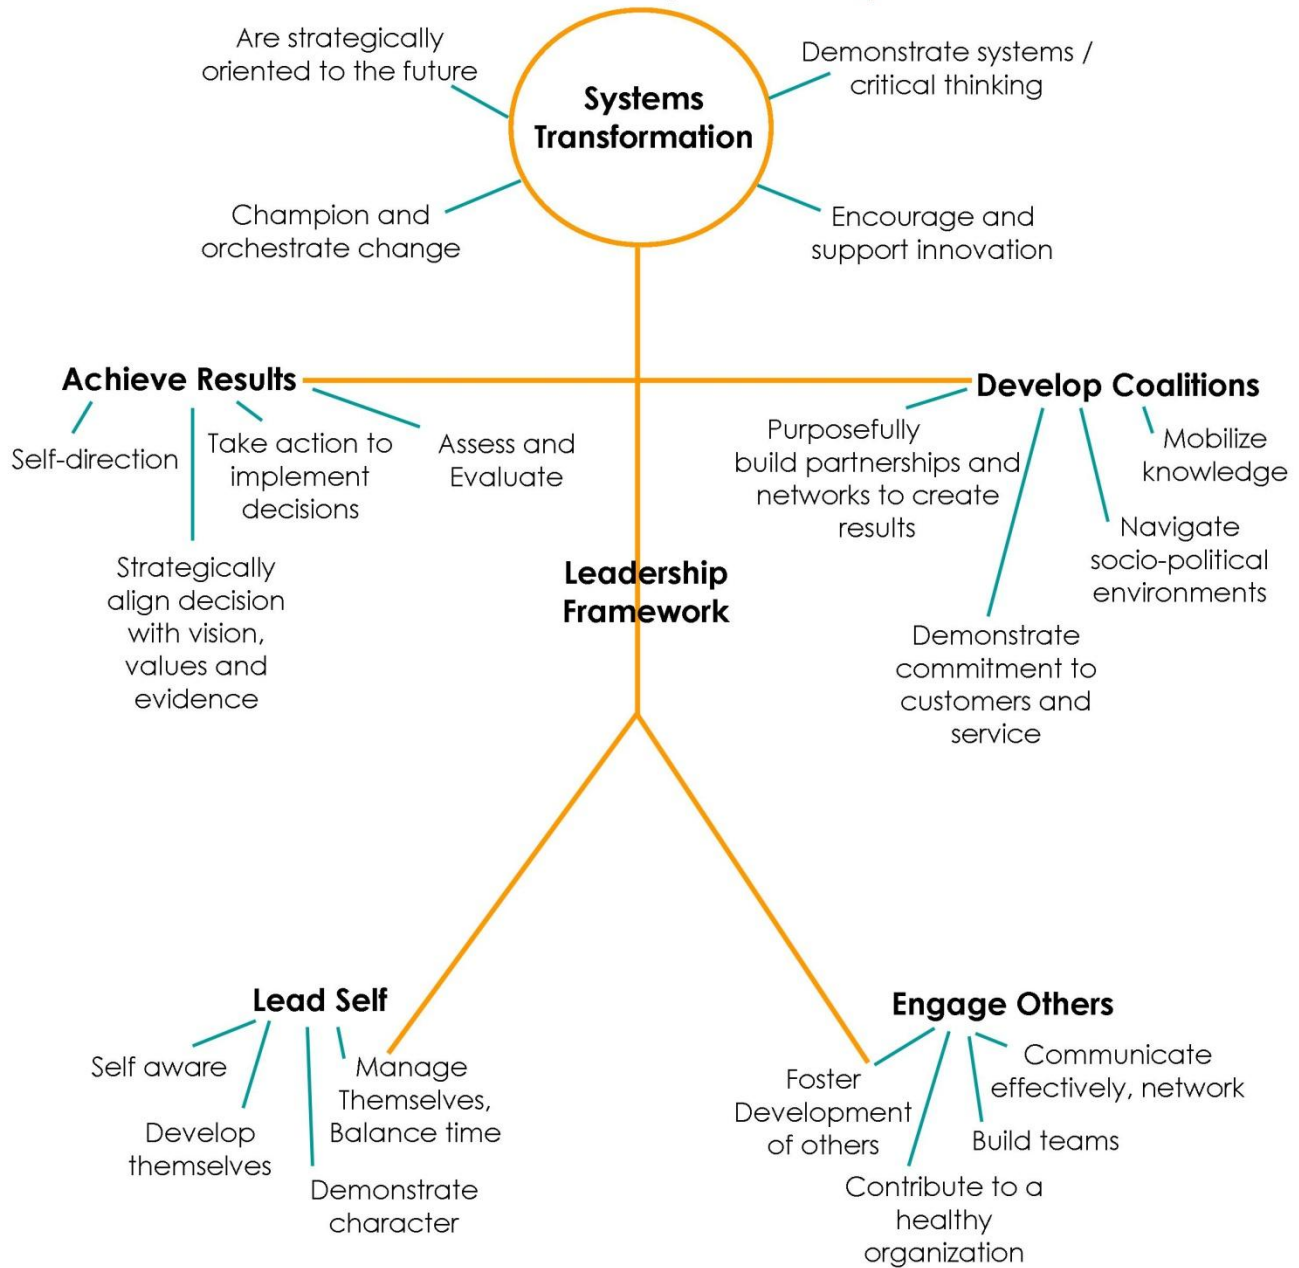 Are strategically
oriented to the future
Systems
Transformation
Demonstrate systems /
critical thinking
Champion and
orchestrate change
Encourage and
support innovation
Achieve Results
Self-direction
Strategically
align decision
with vision,
values and
evidence
Take action to
implement
decisions
Assess and
Evaluate
Develop Coalitions
Purposefully
build partnerships and
networks to create
results
Demonstrate
commitment to
customers and
service
Navigate
socio-political
environments
Mobilize
knowledge
Leadership
Framework
Lead Self
Self aware
Develop
themselves
Demonstrate
character
Manage
Themselves,
Balance time
Engage Others
Foster
Development
of others
Contribute to a
healthy
organization
Build teams
Communicate
effectively, network